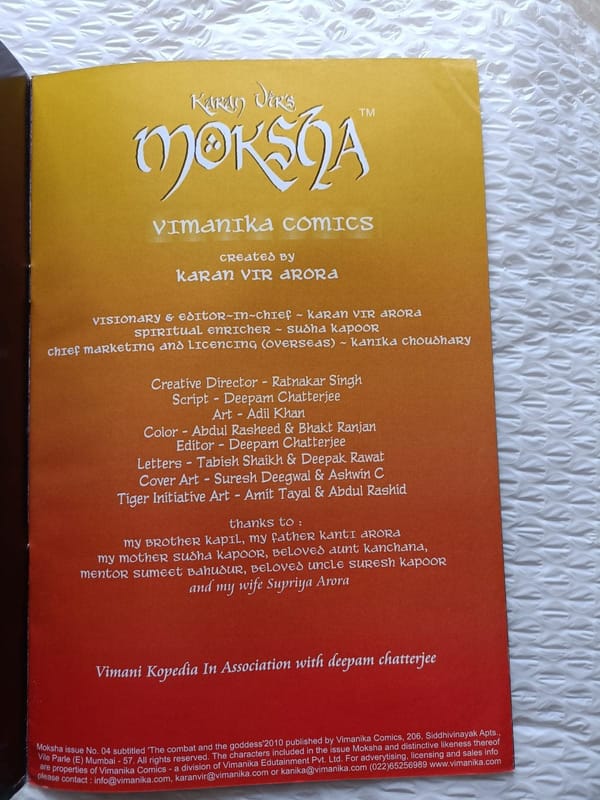 Karan Vir's
MOKSHA™
VIMANIKA COMICS
created by
Karan Vir Arora
visionary & editor-in-chief ~ karan vir arora
spiritual enricher ~ sudha kapoor
chief marketing and licencing (overseas) ~ kanika choudhary
Creative Director - Ratnakar Singh
Script - Deepam Chatterjee
Art - Adil Khan
Color - Abdul Rasheed & Bhakt Ranjan
Editor - Deepam Chatterjee
Letters - Tabish Shaikh & Deepak Rawat
Cover Art - Suresh Deegwal & Ashwin C
Tiger Initiative Art - Amit Tayal & Abdul Rashid
thanks to :
my brother kapil, my father kanti arora
my mother sudha kapoor, beloved aunt kanchana,
mentor sumeet bahudur, beloved uncle suresh kapoor
and my wife Supriya Arora
Vimani Kopedia In Association with deepam chatterjee
Moksha issue No. 04 subtitled 'The combat and the goddess'2010 published by Vimanika Comics, 206, Siddhivinayak Apts.,
Vile Parle (E) Mumbai - 57. All rights reserved. The characters included in the issue Moksha and distinctive likeness thereof
are properties of Vimanika Comics - a division of Vimanika Edutainment Pvt. Ltd. For adverytising, licensing and sales info
please contact : info@vimanika.com, karanvir@vimanika.com or kanika@vimanika.com (022)65256989 www.vimanika.com